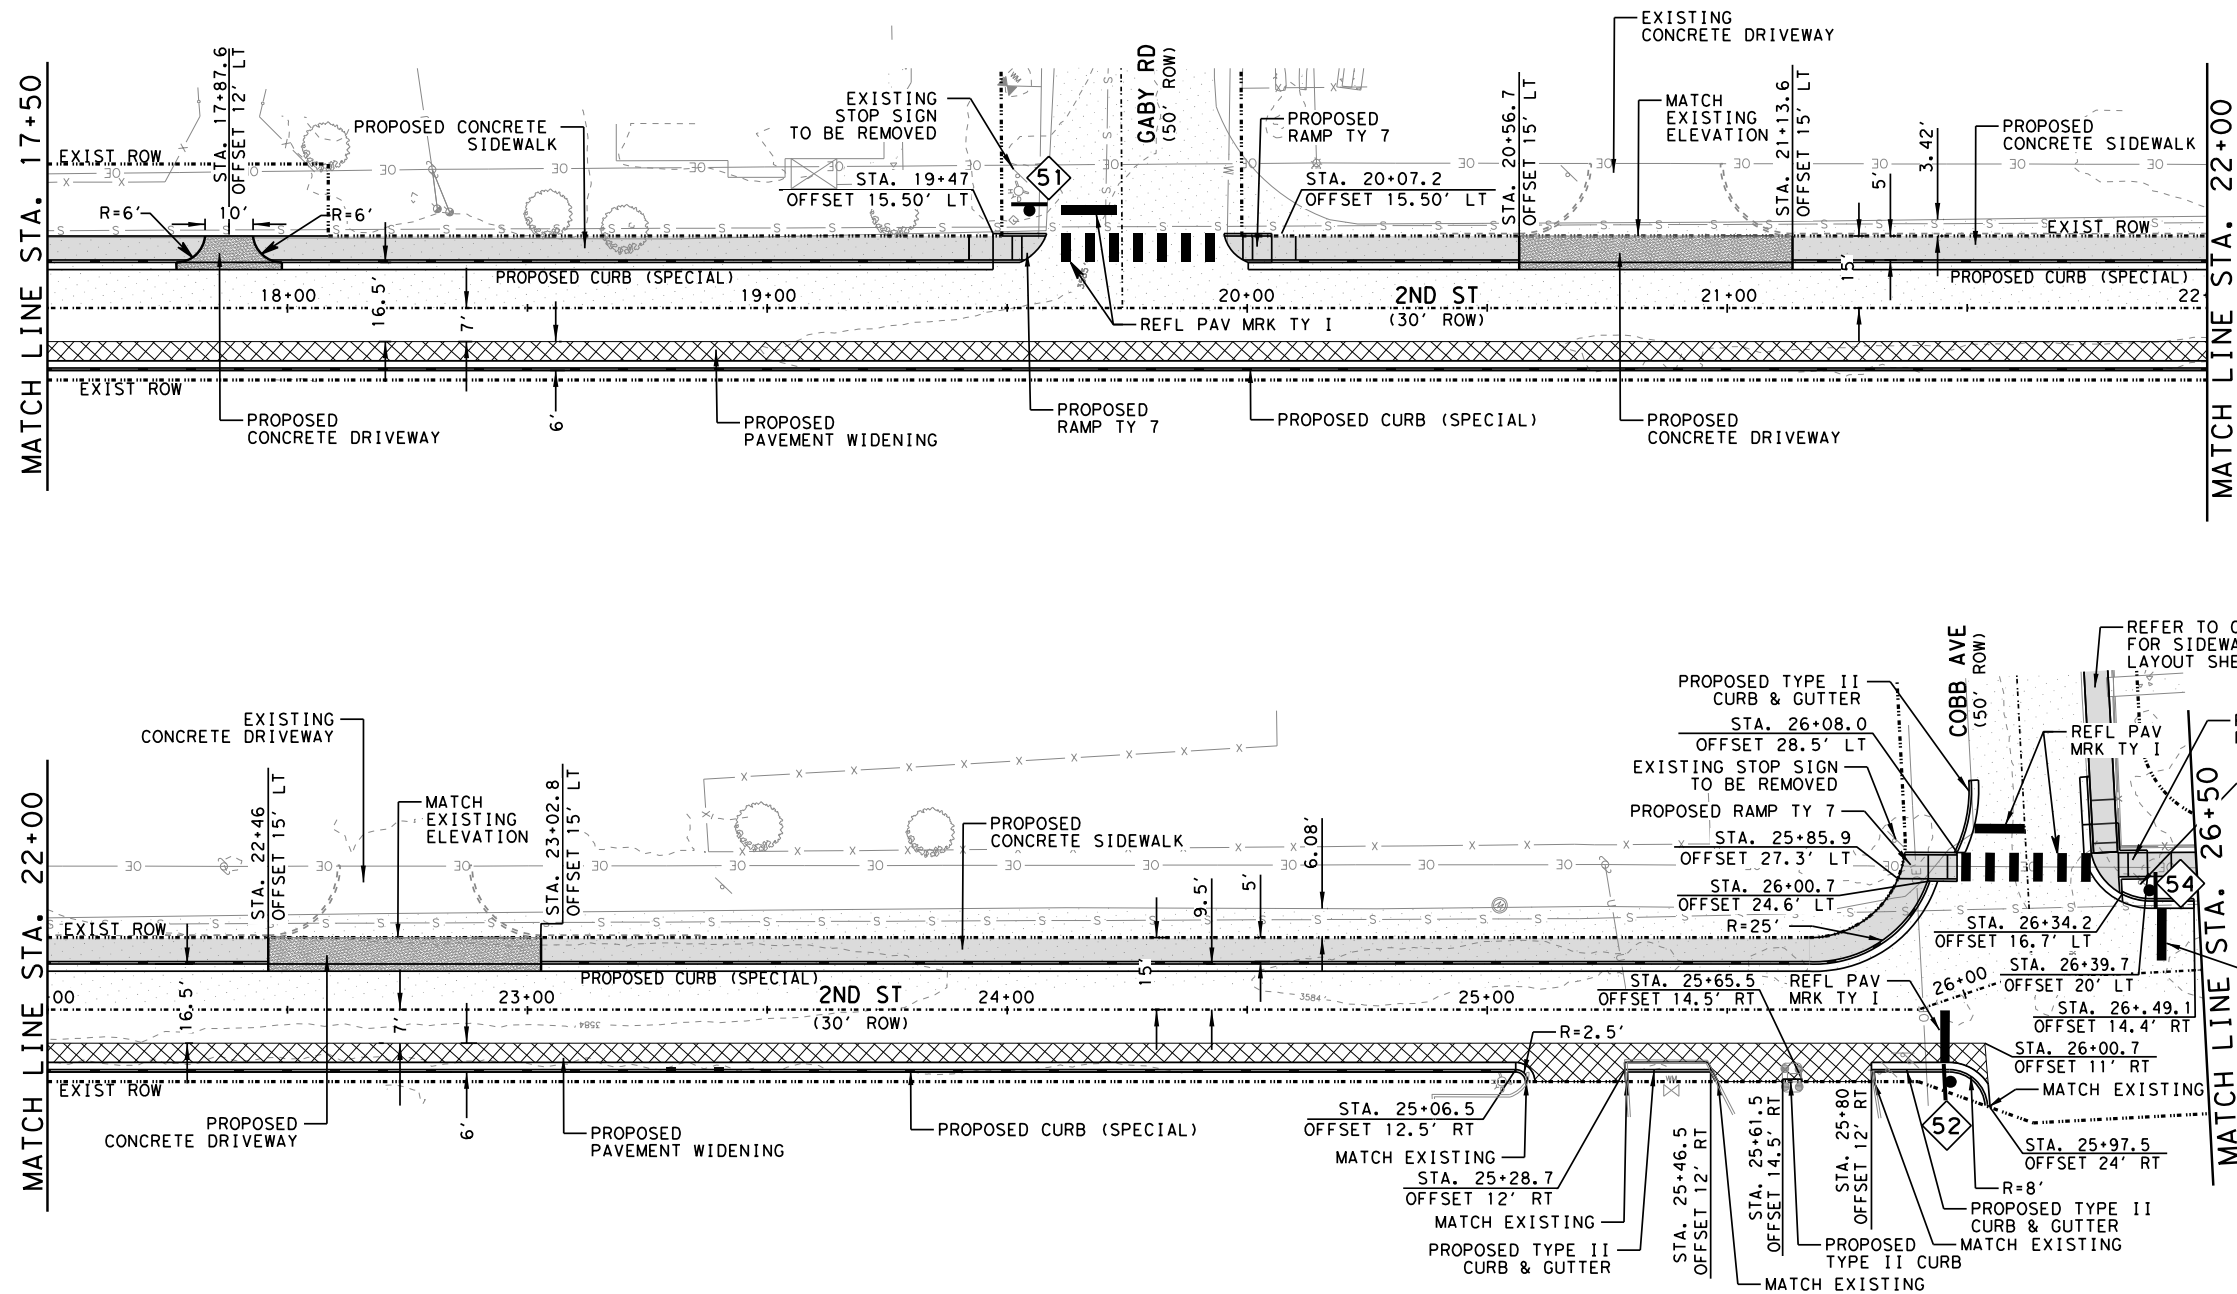 MATCH LINE STA. 17+50
EXIST ROW
STA. 17+87.6
OFFSET 12' LT
R=6'
10'
R=6'
PROPOSED CONCRETE
SIDEWALK
EXISTING
STOP SIGN
TO BE REMOVED
STA. 19+47
OFFSET 15.50' LT
51
GABY RD
(50' ROW)
PROPOSED
RAMP TY 7
STA. 20+07.2
OFFSET 15.50' LT
STA. 20+56.7
OFFSET 15' LT
EXISTING
CONCRETE DRIVEWAY
MATCH
EXISTING
ELEVATION
STA. 21+13.6
OFFSET 15' LT
5'
3.42'
PROPOSED
CONCRETE SIDEWALK
EXIST ROW
MATCH LINE STA. 22+00
PROPOSED CURB (SPECIAL)
15'
PROPOSED CURB (SPECIAL)
18+00
16.5'
7'
19+00
20+00
2ND ST
(30' ROW)
21+00
22
REFL PAV MRK TY I
EXIST ROW
6'
PROPOSED
CONCRETE DRIVEWAY
PROPOSED
PAVEMENT WIDENING
PROPOSED
RAMP TY 7
PROPOSED CURB (SPECIAL)
PROPOSED
CONCRETE DRIVEWAY
MATCH LINE STA. 22+00
EXISTING
CONCRETE DRIVEWAY
STA. 22+46
OFFSET 15' LT
MATCH
EXISTING
ELEVATION
STA. 23+02.8
OFFSET 15' LT
PROPOSED
CONCRETE SIDEWALK
9.5'
5'
6.08'
PROPOSED TYPE II
CURB & GUTTER
STA. 26+08.0
OFFSET 28.5' LT
EXISTING STOP SIGN
TO BE REMOVED
PROPOSED RAMP TY 7
STA. 25+85.9
OFFSET 27.3' LT
STA. 26+00.7
OFFSET 24.6' LT
R=25'
COBB AVE
(50' ROW)
REFL PAV
MRK TY I
REFER TO C
FOR SIDEWA
LAYOUT SHE
54
MATCH LINE STA. 26+50
STA. 26+34.2
OFFSET 16.7' LT
STA. 26+39.7
OFFSET 20' LT
STA. 26+.49.1
OFFSET 14.4' RT
EXIST ROW
PROPOSED CURB (SPECIAL)
15'
STA. 25+65.5
OFFSET 14.5' RT
REFL PAV
MRK TY I
26+00
+00
16.5'
7'
23+00
2ND ST
(30' ROW)
24+00
3584
3584
25+00
R=2.5'
STA. 26+00.7
OFFSET 11' RT
MATCH EXISTING
EXIST ROW
6'
PROPOSED
CONCRETE DRIVEWAY
PROPOSED
PAVEMENT WIDENING
PROPOSED CURB (SPECIAL)
STA. 25+06.5
OFFSET 12.5' RT
MATCH EXISTING
STA. 25+28.7
OFFSET 12' RT
MATCH EXISTING
PROPOSED TYPE II
CURB & GUTTER
STA. 25+46.5
OFFSET 12' RT
STA. 25+61.5
OFFSET 14.5' RT
STA. 25+80
OFFSET 12' RT
52
STA. 25+97.5
OFFSET 24' RT
R=8'
PROPOSED TYPE II
CURB & GUTTER
MATCH EXISTING
PROPOSED
TYPE II CURB
MATCH EXISTING